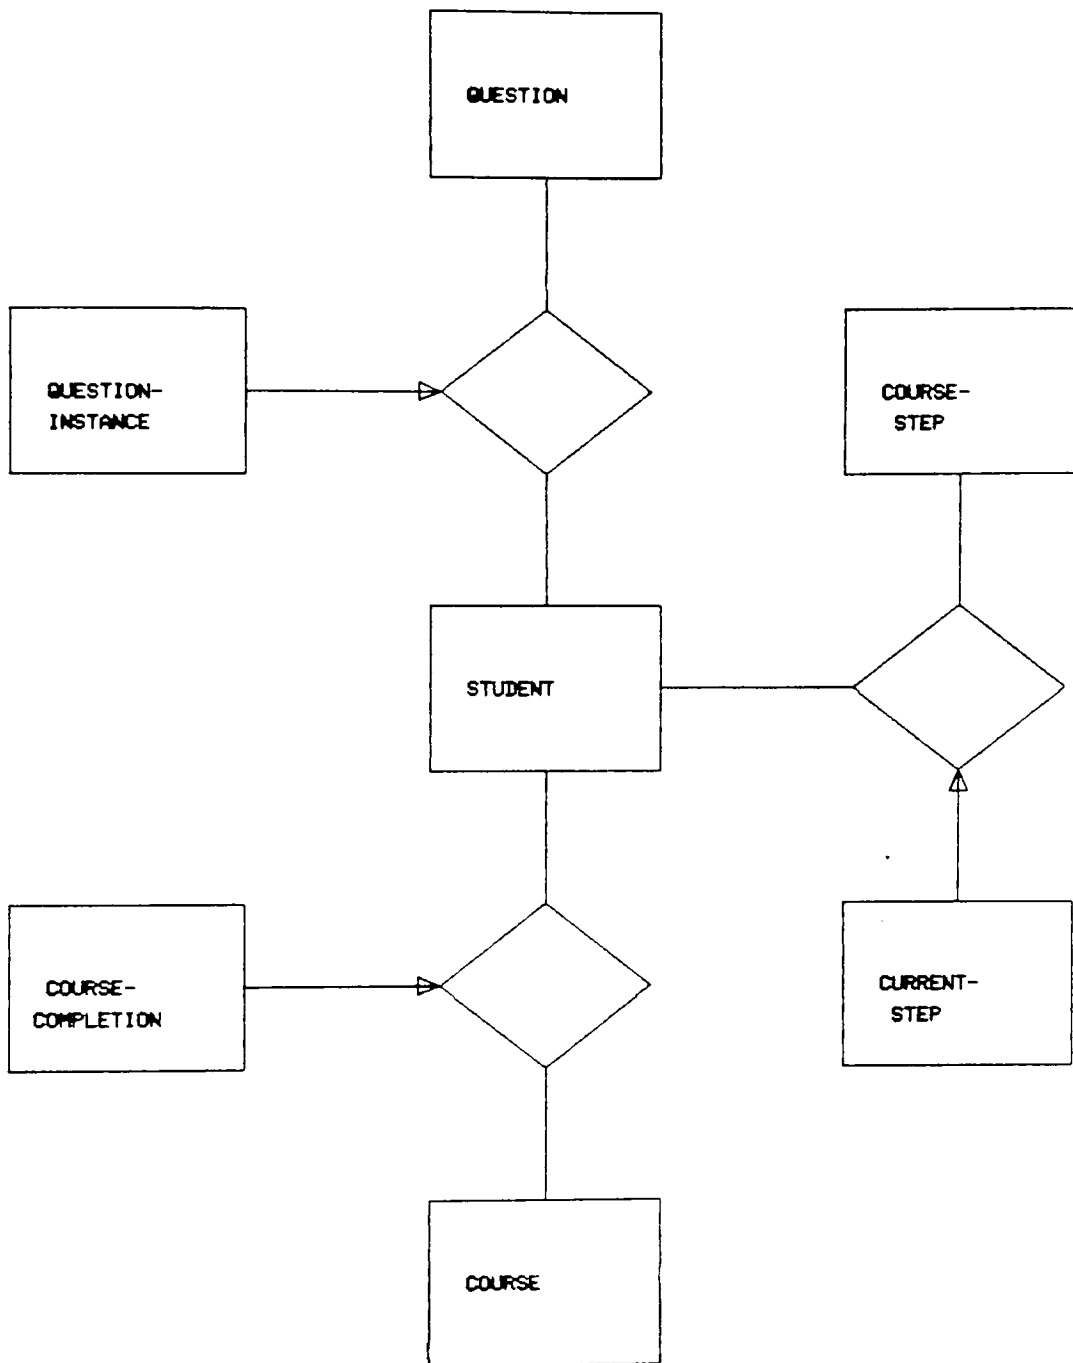 QUESTION
QUESTION-
INSTANCE
COURSE-
STEP
STUDENT
COURSE-
COMPLETION
CURRENT-
STEP
COURSE